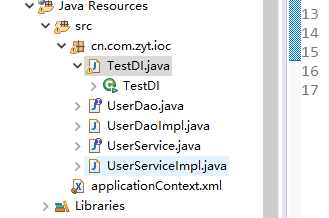 Java Resources
src
cn.com.zyt.ioc
TestDI.java
TestDI
UserDao.java
UserDaoImpl.java
UserService.java
UserServiceImpl.java
applicationContext.xml
Libraries
13
14
15
16
17